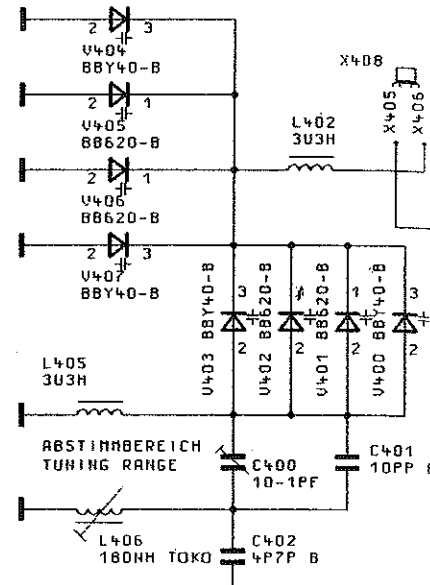 2 3
V404
BBY40-B
2 1
V405
BB620-B
2 1
V406
BB620-B
2 3
V407
BBY40-B
X408
X405
X406
L402
3U3H
V403 BBY40-B
3
2
V402 BB620-B
2
V401 BB620-B
1
2
V400 BBY40-B
3
2
L405
3U3H
ABSTIMMBEREICH
TUNING RANGE
C400
10-1PF
C401
10PP
L406
180NH TOKO
C402
4P7P B